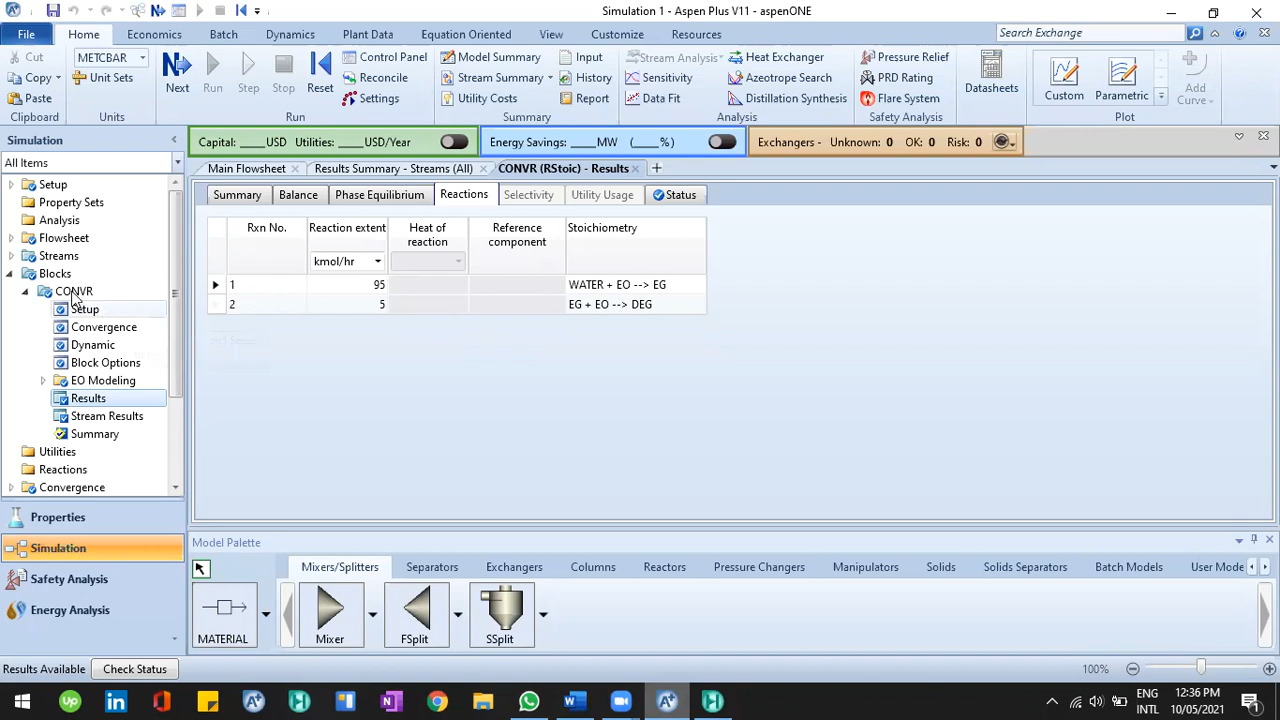 Simulation 1 - Aspen Plus V11 - aspenONE
File
Home
Economics
Batch
Dynamics
Plant Data
Equation Oriented
View
Customize
Resources
Search Exchange
Cut
Copy
Paste
Clipboard
METCBAR
Unit Sets
Units
Next
Run
Step
Stop
Reset
Control Panel
Reconcile
Settings
Run
Model Summary
Stream Summary
Utility Costs
Input
History
Report
Summary
Stream Analysis
Sensitivity
Data Fit
Heat Exchanger
Azeotrope Search
Distillation Synthesis
Analysis
Pressure Relief
PRD Rating
Flare System
Safety Analysis
Datasheets
Custom
Parametric
Add Curve
Plot
Simulation
All Items
Capital: ____USD Utilities: ____USD/Year
Energy Savings: ____MW (____%)
Exchangers - Unknown: 0 OK: 0 Risk: 0
Main Flowsheet
Results Summary - Streams (All)
CONVR (RStoic) - Results
Summary
Balance
Phase Equilibrium
Reactions
Selectivity
Utility Usage
Status
Setup
Property Sets
Analysis
Flowsheet
Streams
Blocks
CONVR
Setup
Convergence
Dynamic
Block Options
EO Modeling
Results
Stream Results
Summary
Utilities
Reactions
Convergence
Rxn No. Reaction extent Heat of reaction Reference component Stoichiometry
kmol/hr
1 95 WATER + EO --> EG
2 5 EG + EO --> DEG
Properties
Simulation
Safety Analysis
Energy Analysis
Model Palette
Mixers/Splitters
Separators
Exchangers
Columns
Reactors
Pressure Changers
Manipulators
Solids
Solids Separators
Batch Models
User Mode
MATERIAL
Mixer
FSplit
SSplit
Results Available
Check Status
100%
ENG
INTL
12:36 PM
10/05/2021